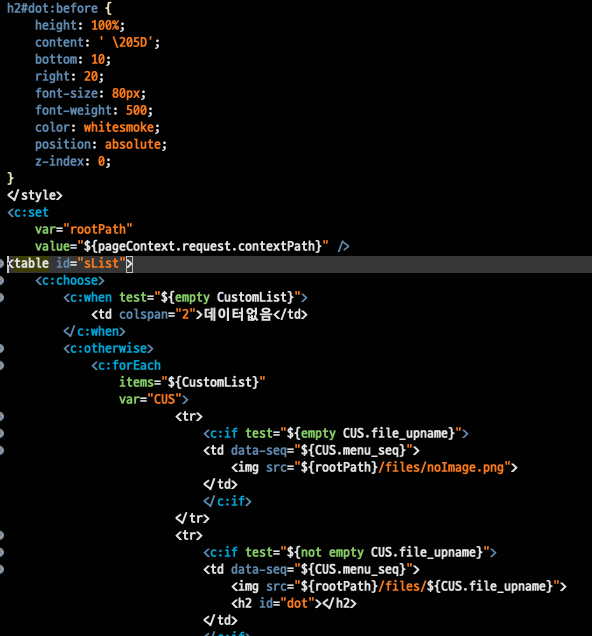 h2#dot:before {
    height: 100%;
    content: ' \205D';
    bottom: 10;
    right: 20;
    font-size: 80px;
    font-weight: 500;
    color: whitesmoke;
    position: absolute;
    z-index: 0;
}
</style>
<c:set
    var="rootPath"
    value="${pageContext.request.contextPath}" />
<table id="sList">
    <c:choose>
        <c:when test="${empty CustomList}">
            <td colspan="2">데이터없음</td>
        </c:when>
        <c:otherwise>
            <c:forEach
                items="${CustomList}"
                var="CUS">
                        <tr>
                            <c:if test="${empty CUS.file_upname}">
                            <td data-seq="${CUS.menu_seq}">
                                <img src="${rootPath}/files/noImage.png">
                            </td>
                            </c:if>
                        </tr>
                        <tr>
                            <c:if test="${not empty CUS.file_upname}">
                            <td data-seq="${CUS.menu_seq}">
                                <img src="${rootPath}/files/${CUS.file_upname}">
                                <h2 id="dot"></h2>
                            </td>
                            </c:if>